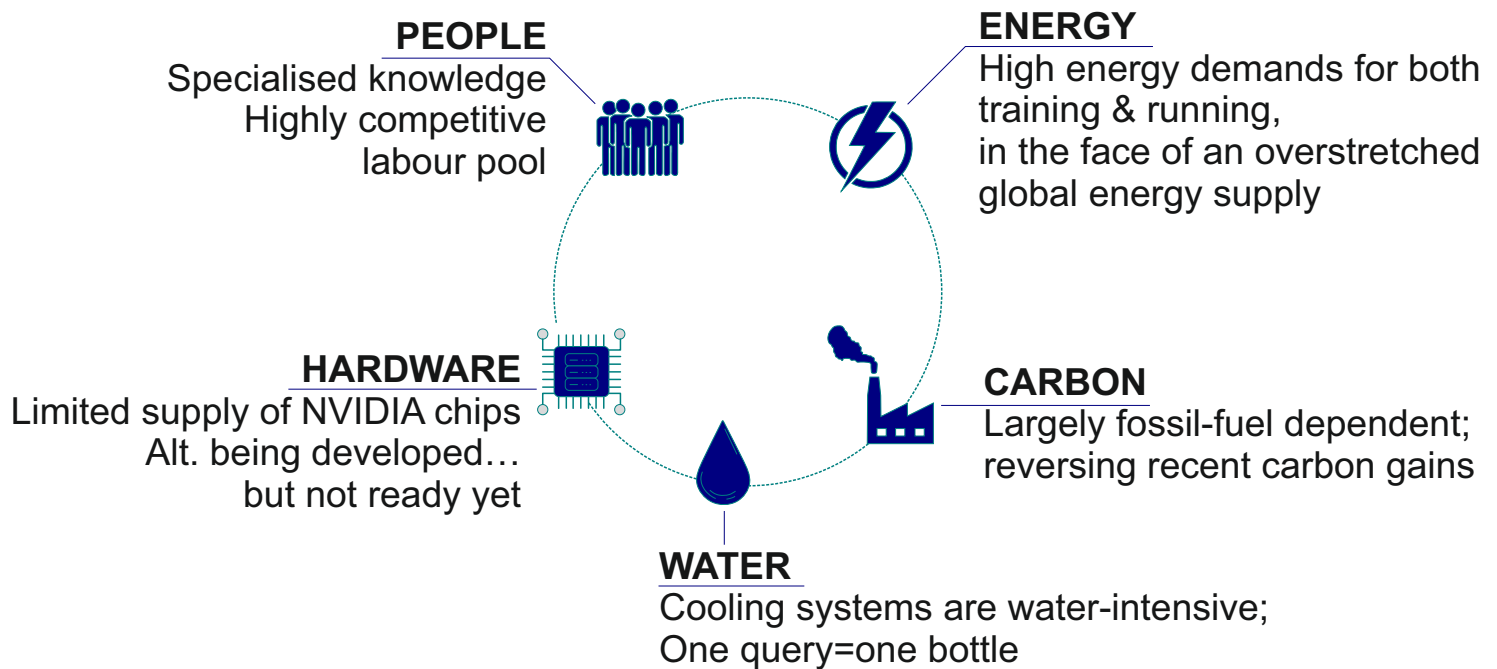 PEOPLE
Specialised knowledge
Highly competitive
labour pool
ENERGY
High energy demands for both
training & running,
in the face of an overstretched
global energy supply
HARDWARE
Limited supply of NVIDIA chips
Alt. being developed…
but not ready yet
CARBON
Largely fossil-fuel dependent;
reversing recent carbon gains
WATER
Cooling systems are water-intensive;
One query=one bottle